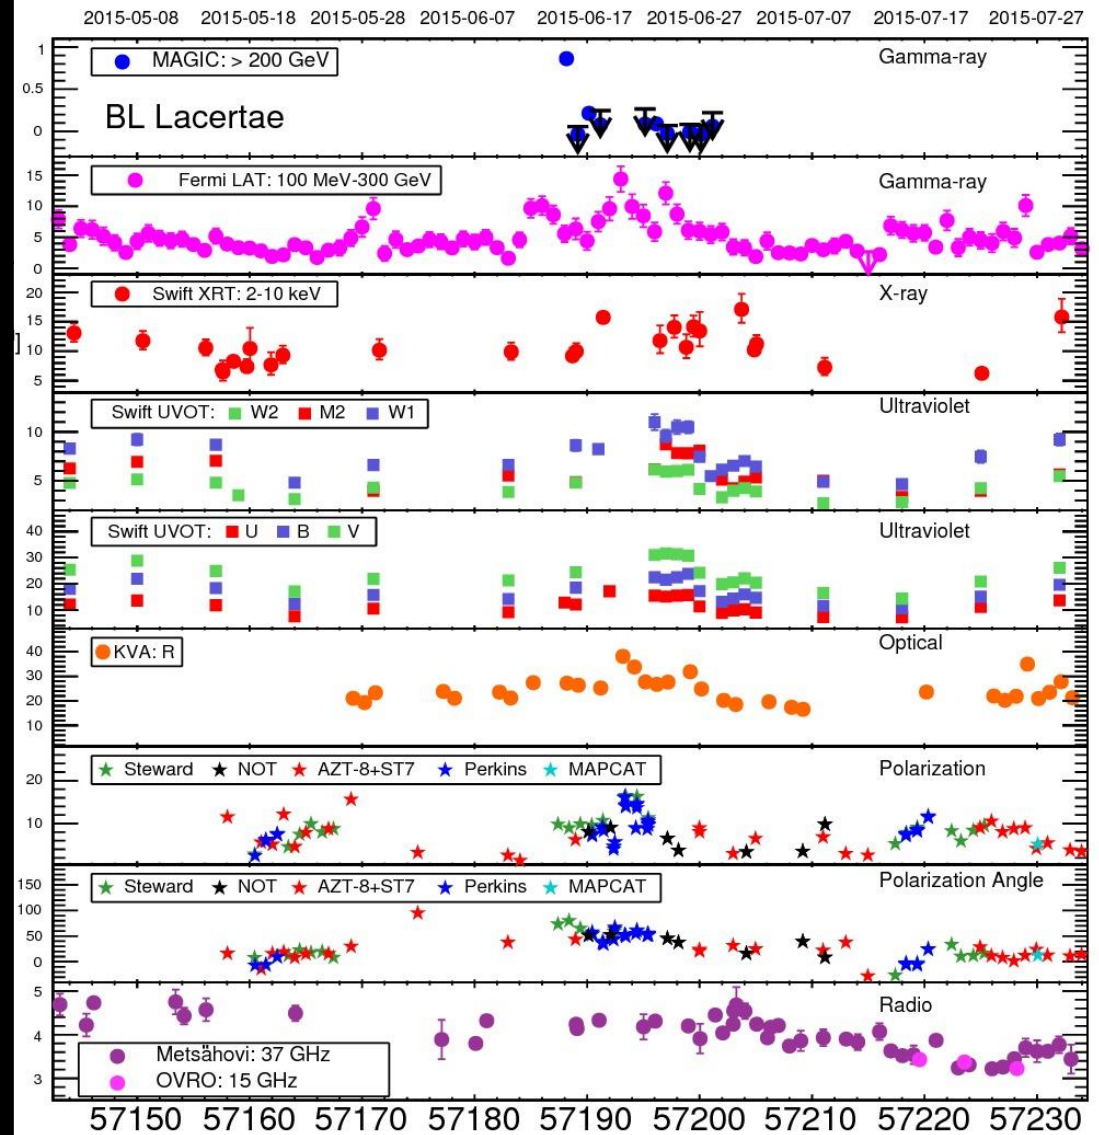 2015-05-08 2015-05-18 2015-05-28 2015-06-07 2015-06-17 2015-06-27 2015-07-07 2015-07-17 2015-07-27
1
MAGIC: > 200 GeV
Gamma-ray
0.5
BL Lacertae
0
15
Fermi LAT: 100 MeV-300 GeV
Gamma-ray
10
5
0
20
Swift XRT: 2-10 keV
X-ray
15
]
10
5
Swift UVOT: W2 M2 W1
Ultraviolet
10
5
Swift UVOT: U B V
Ultraviolet
40
30
20
10
KVA: R
Optical
40
30
20
10
Steward NOT AZT-8+ST7 Perkins MAPCAT
Polarization
20
10
Steward NOT AZT-8+ST7 Perkins MAPCAT
Polarization Angle
150
100
50
0
5
Radio
4
Metsähovi: 37 GHz
OVRO: 15 GHz
3
57150 57160 57170 57180 57190 57200 57210 57220 57230